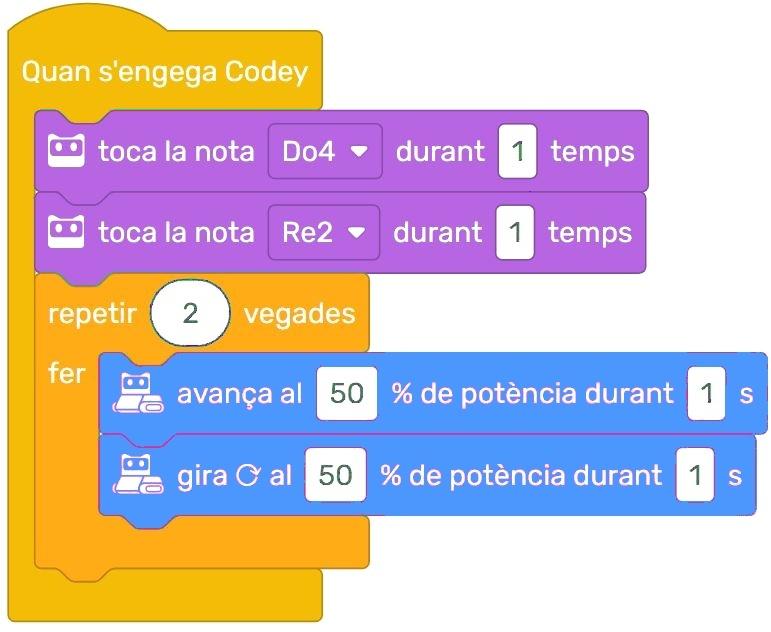 Quan s'engega Codey
toca la nota Do4 durant 1 temps
toca la nota Re2 durant 1 temps
repetir 2 vegades
fer
avança al 50 % de potència durant 1 s
gira al 50 % de potència durant 1 s